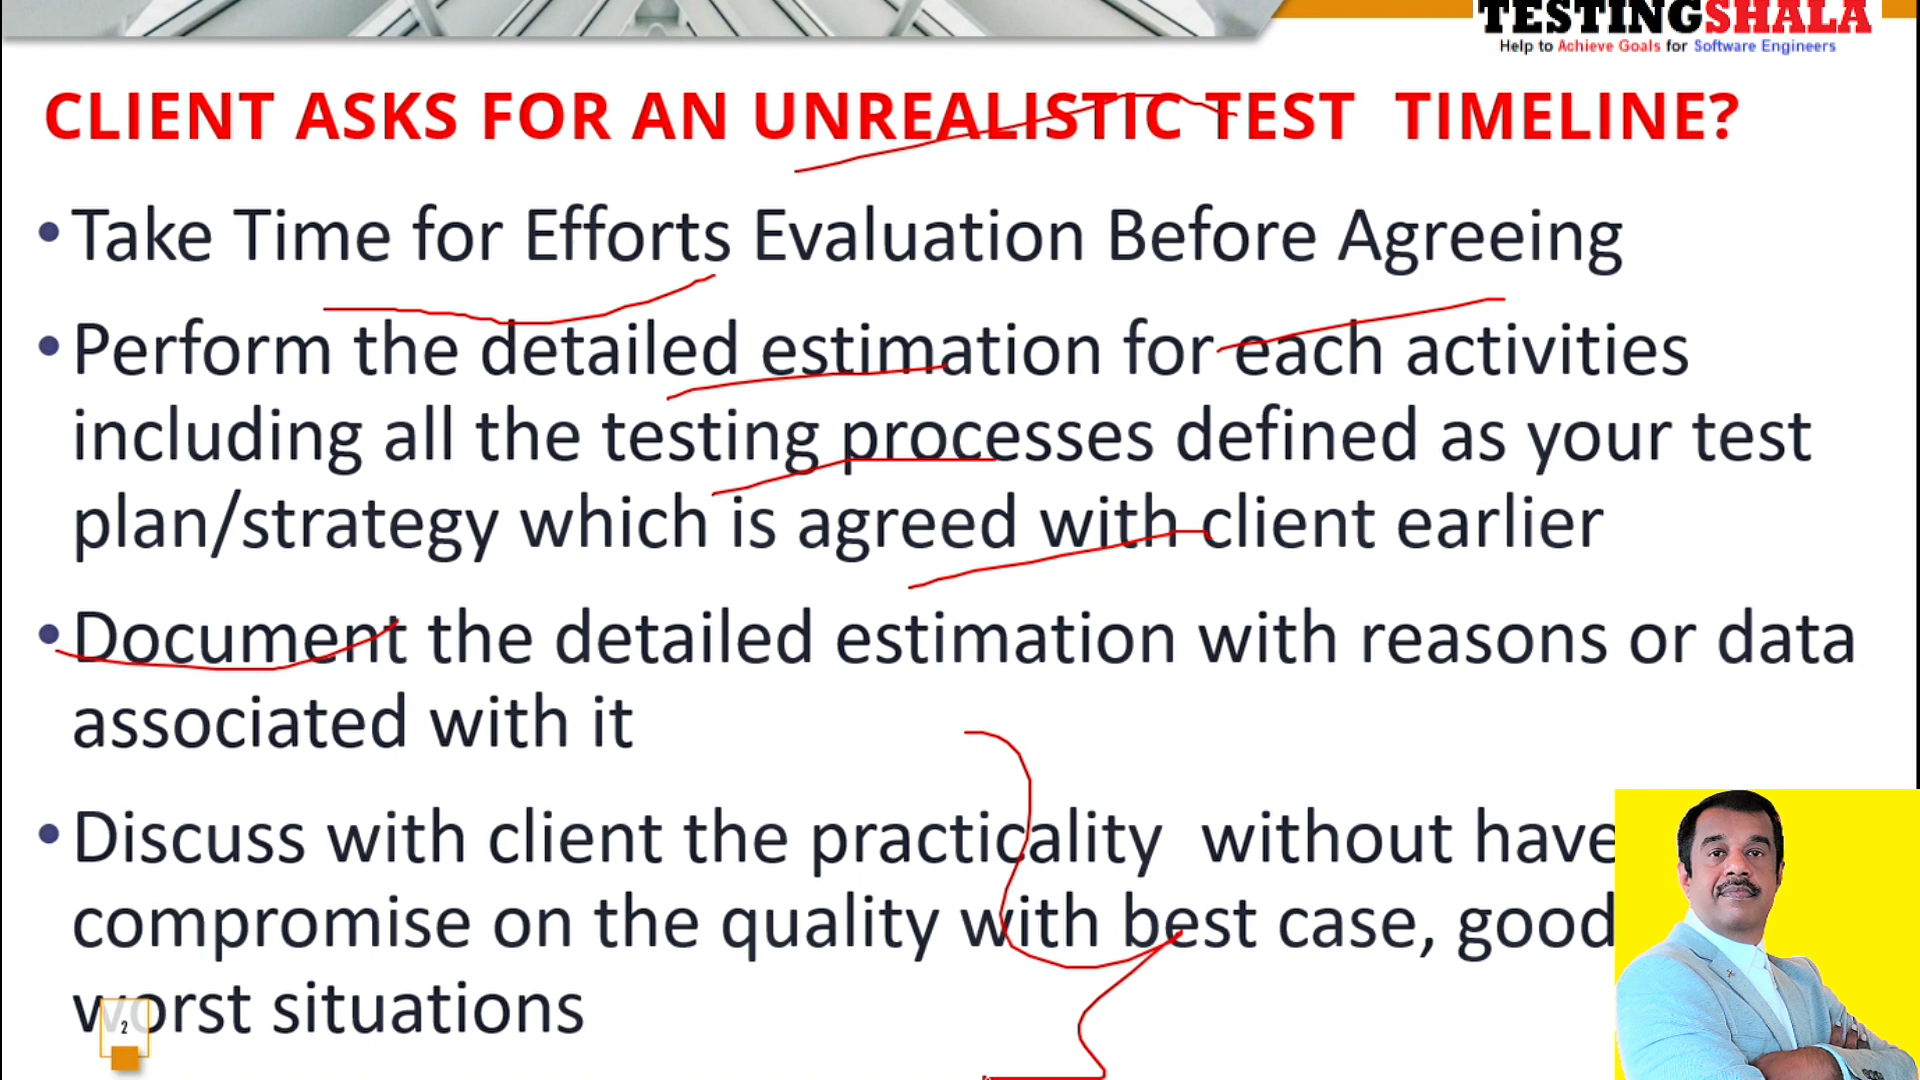 TESTINGSHALA
Help to Achieve Goals for Software Engineers
CLIENT ASKS FOR AN UNREALISTIC TEST TIMELINE?
• Take Time for Efforts Evaluation Before Agreeing
• Perform the detailed estimation for each activities
including all the testing processes defined as your test
plan/strategy which is agreed with client earlier
• Document the detailed estimation with reasons or data
associated with it
• Discuss with client the practicality without have
compromise on the quality with best case, good
worst situations
2